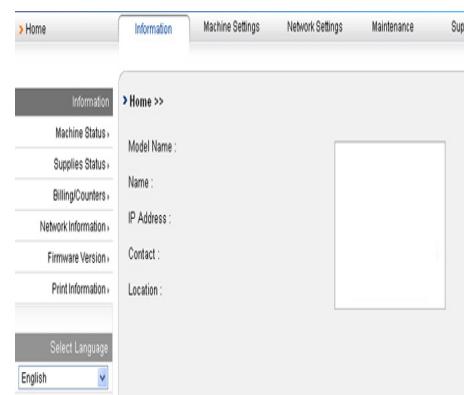 Home
Information
Machine Settings
Network Settings
Maintenance
Information
Machine Status
Supplies Status
Billing/Counters
Network Information
Firmware Version
Print Information
Select Language
English
Home >>
Model Name :
Name :
IP Address :
Contact :
Location :